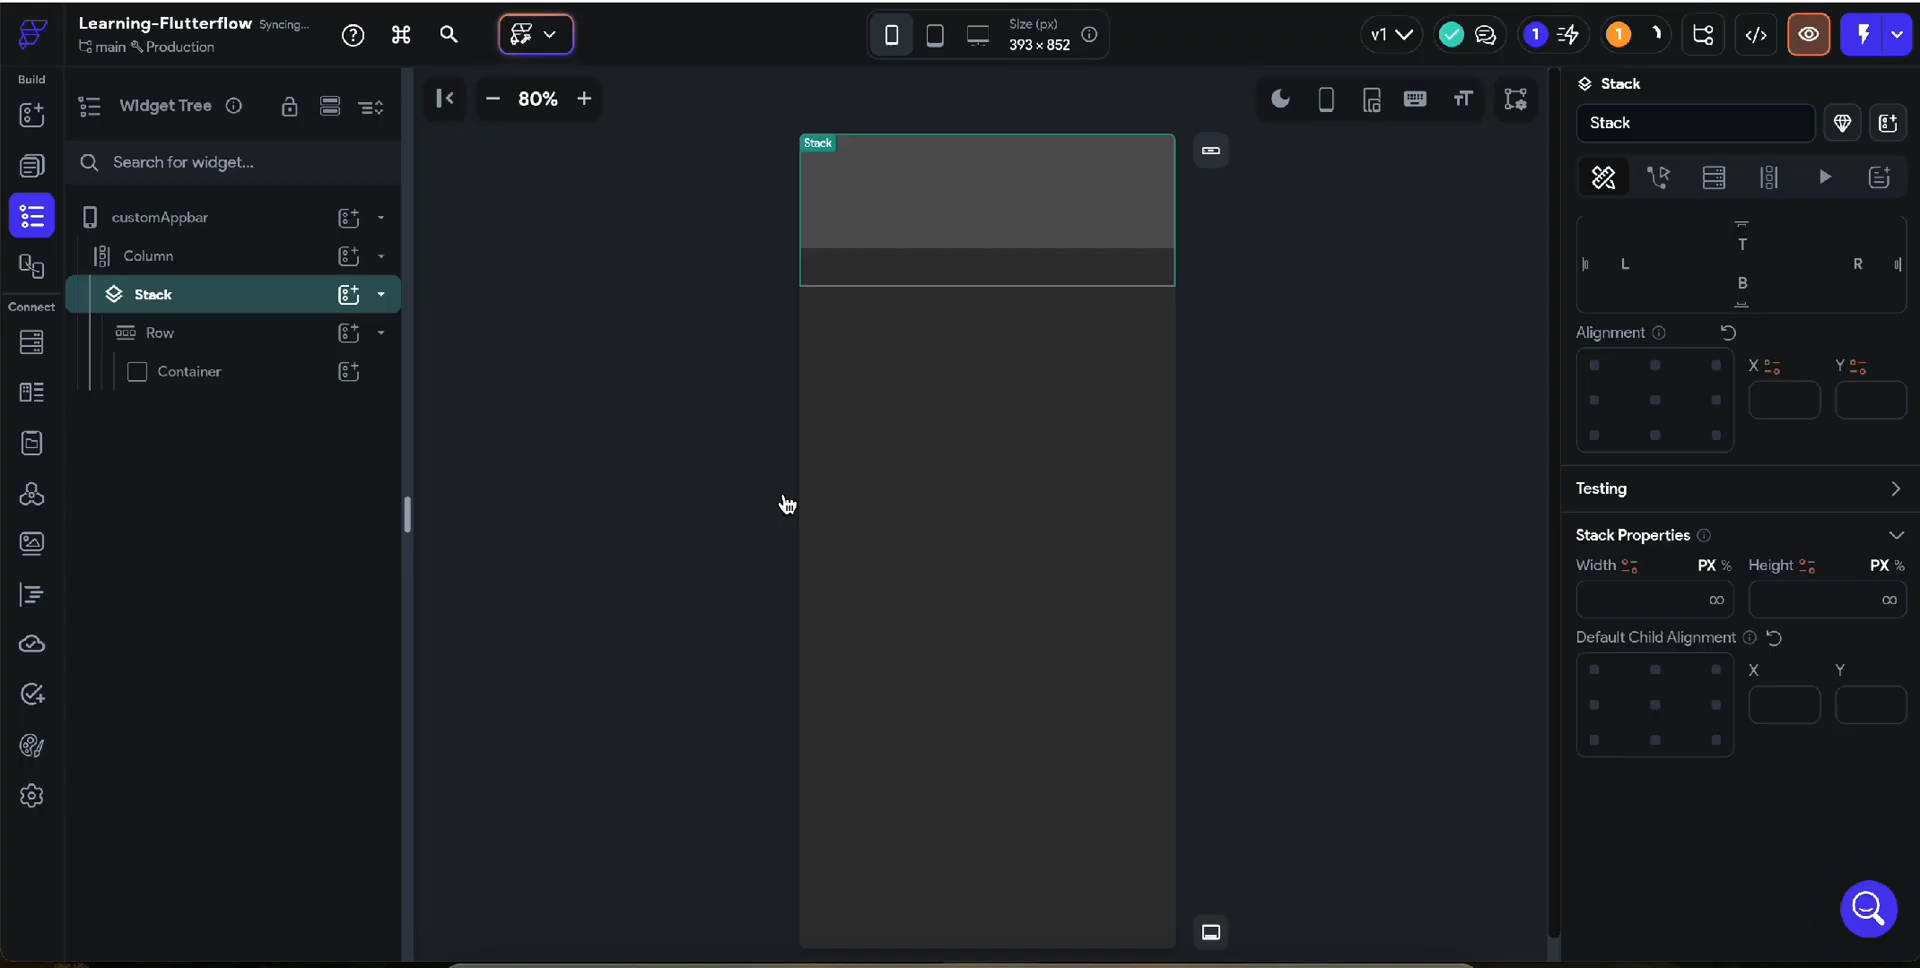 Learning-Flutterflow Syncing...
main Production
Size (px)
393 × 852
v1
1
1
Build
Connect
Widget Tree
Search for widget...
customAppbar
Column
Stack
Row
Container
80%
Stack
Stack
Stack
T
L
R
B
Alignment
X
Y
Testing
Stack Properties
Width PX % Height PX %
∞
∞
Default Child Alignment
X
Y